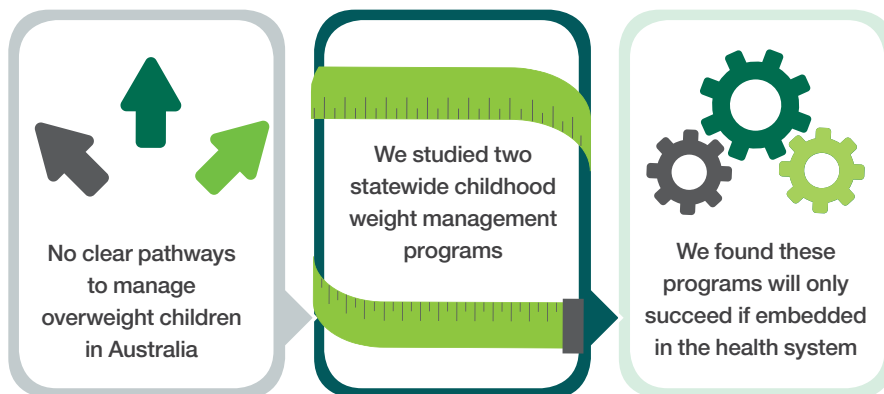 No clear pathways
to manage
overweight children
in Australia
We studied two
statewide childhood
weight management
programs
We found these
programs will only
succeed if embedded
in the health system